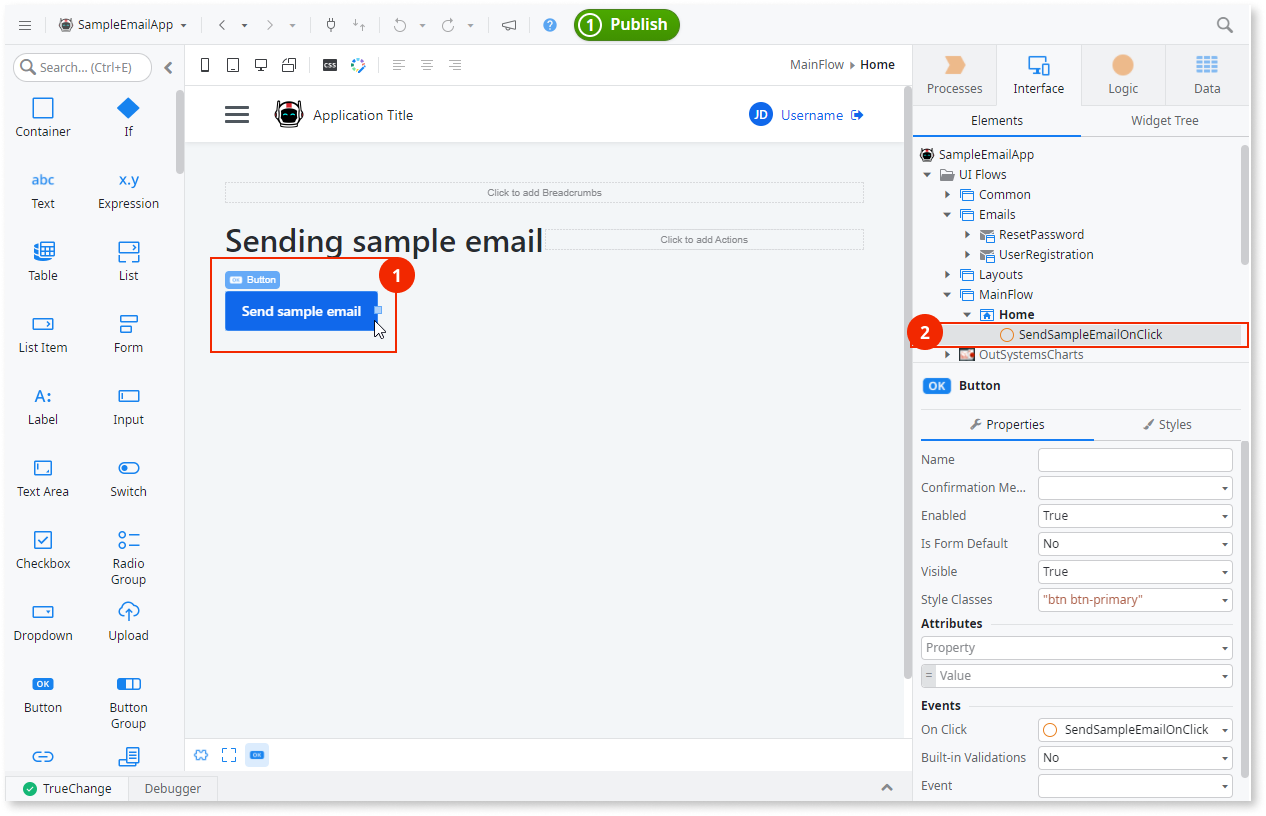 SampleEmailApp
?
1 Publish
Search... (Ctrl+E)
Container
If
abc
Text
x.y
Expression
Table
List
List Item
Form
A:
Label
Input
Text Area
Switch
Checkbox
Radio
Group
Dropdown
Upload
OK
Button
Button
Group
CSS
MainFlow
Home
Application Title
JD
Username
Click to add Breadcrumbs
Sending sample email
Click to add Actions
OK Button
1
Send sample email
OK
TrueChange
Debugger
Processes
Interface
Logic
Data
Elements
Widget Tree
SampleEmailApp
UI Flows
Common
Emails
ResetPassword
UserRegistration
Layouts
MainFlow
Home
2
SendSampleEmailOnClick
OutSystemsCharts
OK Button
Properties
Styles
Name
Confirmation Me...
Enabled
True
Is Form Default
No
Visible
True
Style Classes
"btn btn-primary"
Attributes
Property
= Value
Events
On Click
SendSampleEmailOnClick
Built-in Validations
No
Event